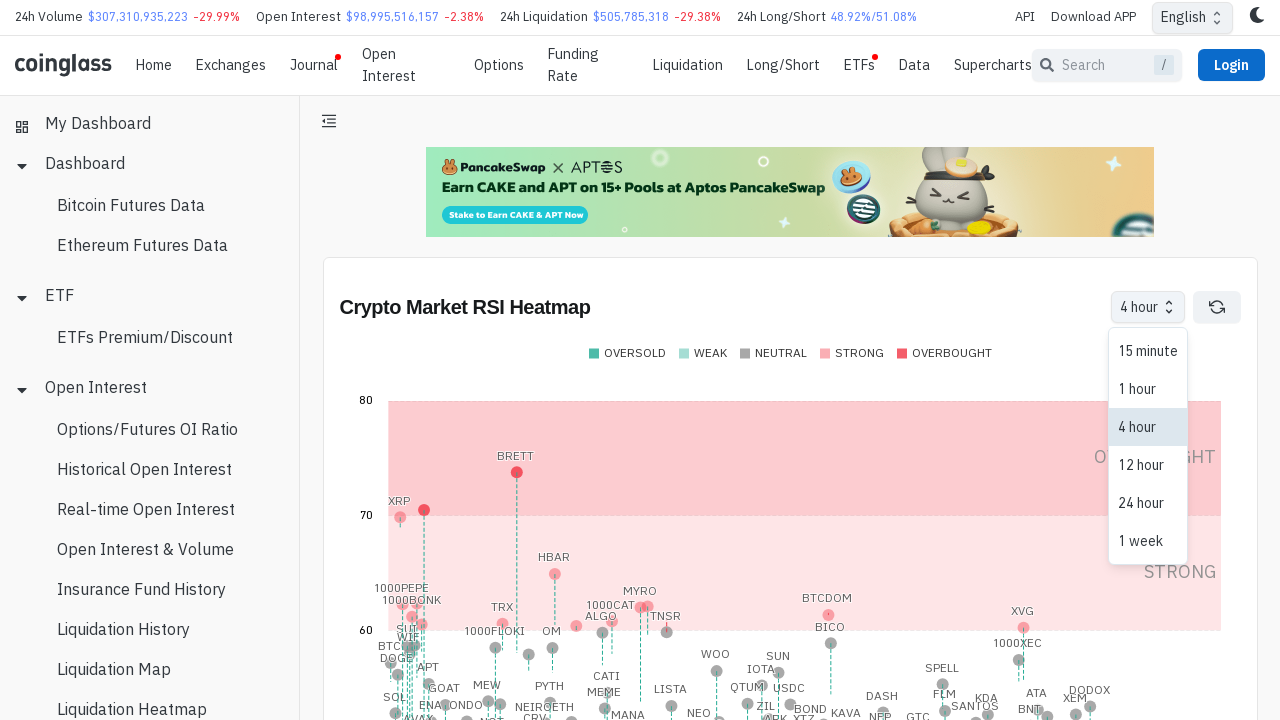 24h Volume $307,310,935,223 -29.99% Open Interest $98,995,516,157 -2.38% 24h Liquidation $505,785,318 -29.38% 24h Long/Short 48.92%/51.08% API Download APP English
coinglass Home Exchanges Journal Open Interest Options Funding Rate Liquidation Long/Short ETFs Data Supercharts Search / Login
My Dashboard
Dashboard
Bitcoin Futures Data
Ethereum Futures Data
ETF
ETFs Premium/Discount
Open Interest
Options/Futures OI Ratio
Historical Open Interest
Real-time Open Interest
Open Interest & Volume
Insurance Fund History
Liquidation History
Liquidation Map
Liquidation Heatmap
PancakeSwap × APTOS
Earn CAKE and APT on 15+ Pools at Aptos PancakeSwap
Stake to Earn CAKE & APT Now
Crypto Market RSI Heatmap
4 hour
15 minute
1 hour
4 hour
12 hour
24 hour
1 week
OVERSOLD WEAK NEUTRAL STRONG OVERBOUGHT
80
BRETT
XRP
70
HBAR
STRONG
1000PEPE
MYRO
1000BONK
BTCDOM
TRX
1000CAT
XVG
ALGO
TNSR
60
SUI
1000FLOKI
OM
BICO
WIF
1000XEC
DOGE
WOO
SUN
APT
IOTA
SPELL
CATI
GOAT
MEW
PYTH
LISTA
QTUM
USDC
MEME
SOL
DASH
FLM
KDA
ATA
DODOX
XEM
ENA
ONDO
NEIROETH
ZIL
BOND
SANTOS
BNT
MANA
NEO
KAVA
GTC